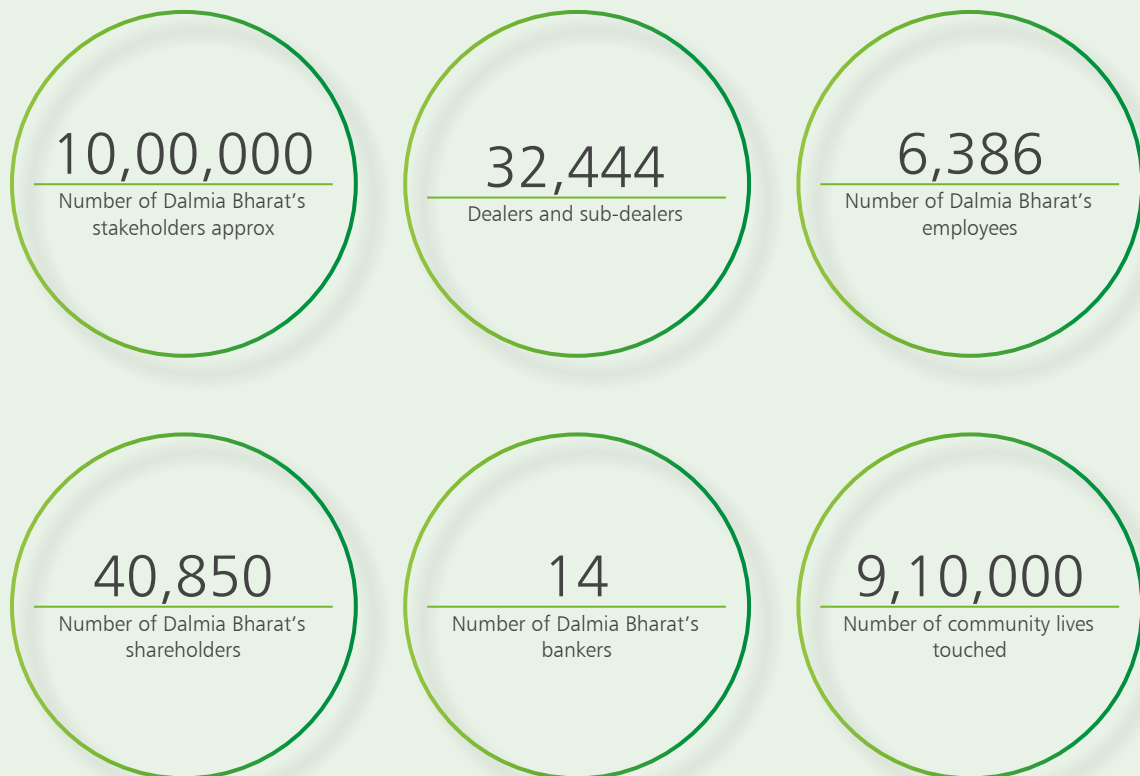 10,00,000
Number of Dalmia Bharat’s
stakeholders approx
32,444
Dealers and sub-dealers
6,386
Number of Dalmia Bharat’s
employees
40,850
Number of Dalmia Bharat’s
shareholders
14
Number of Dalmia Bharat’s
bankers
9,10,000
Number of community lives
touched